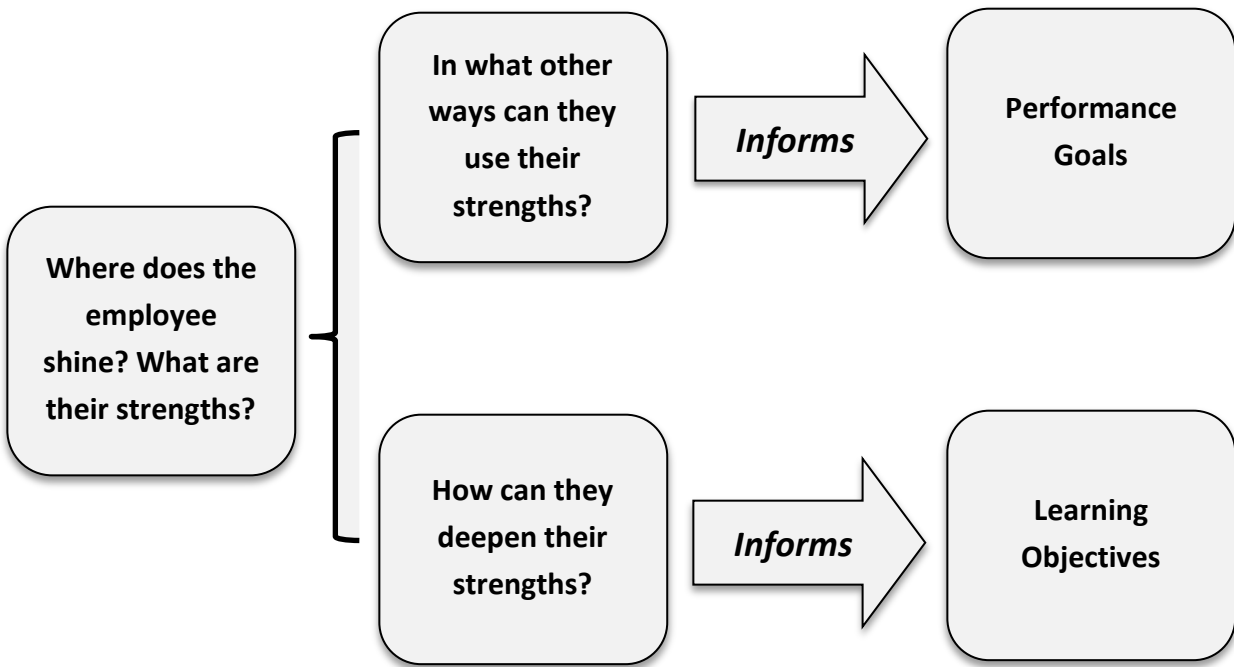 Where does the
employee
shine? What are
their strengths?
In what other
ways can they
use their
strengths?
Informs
Performance
Goals
How can they
deepen their
strengths?
Informs
Learning
Objectives